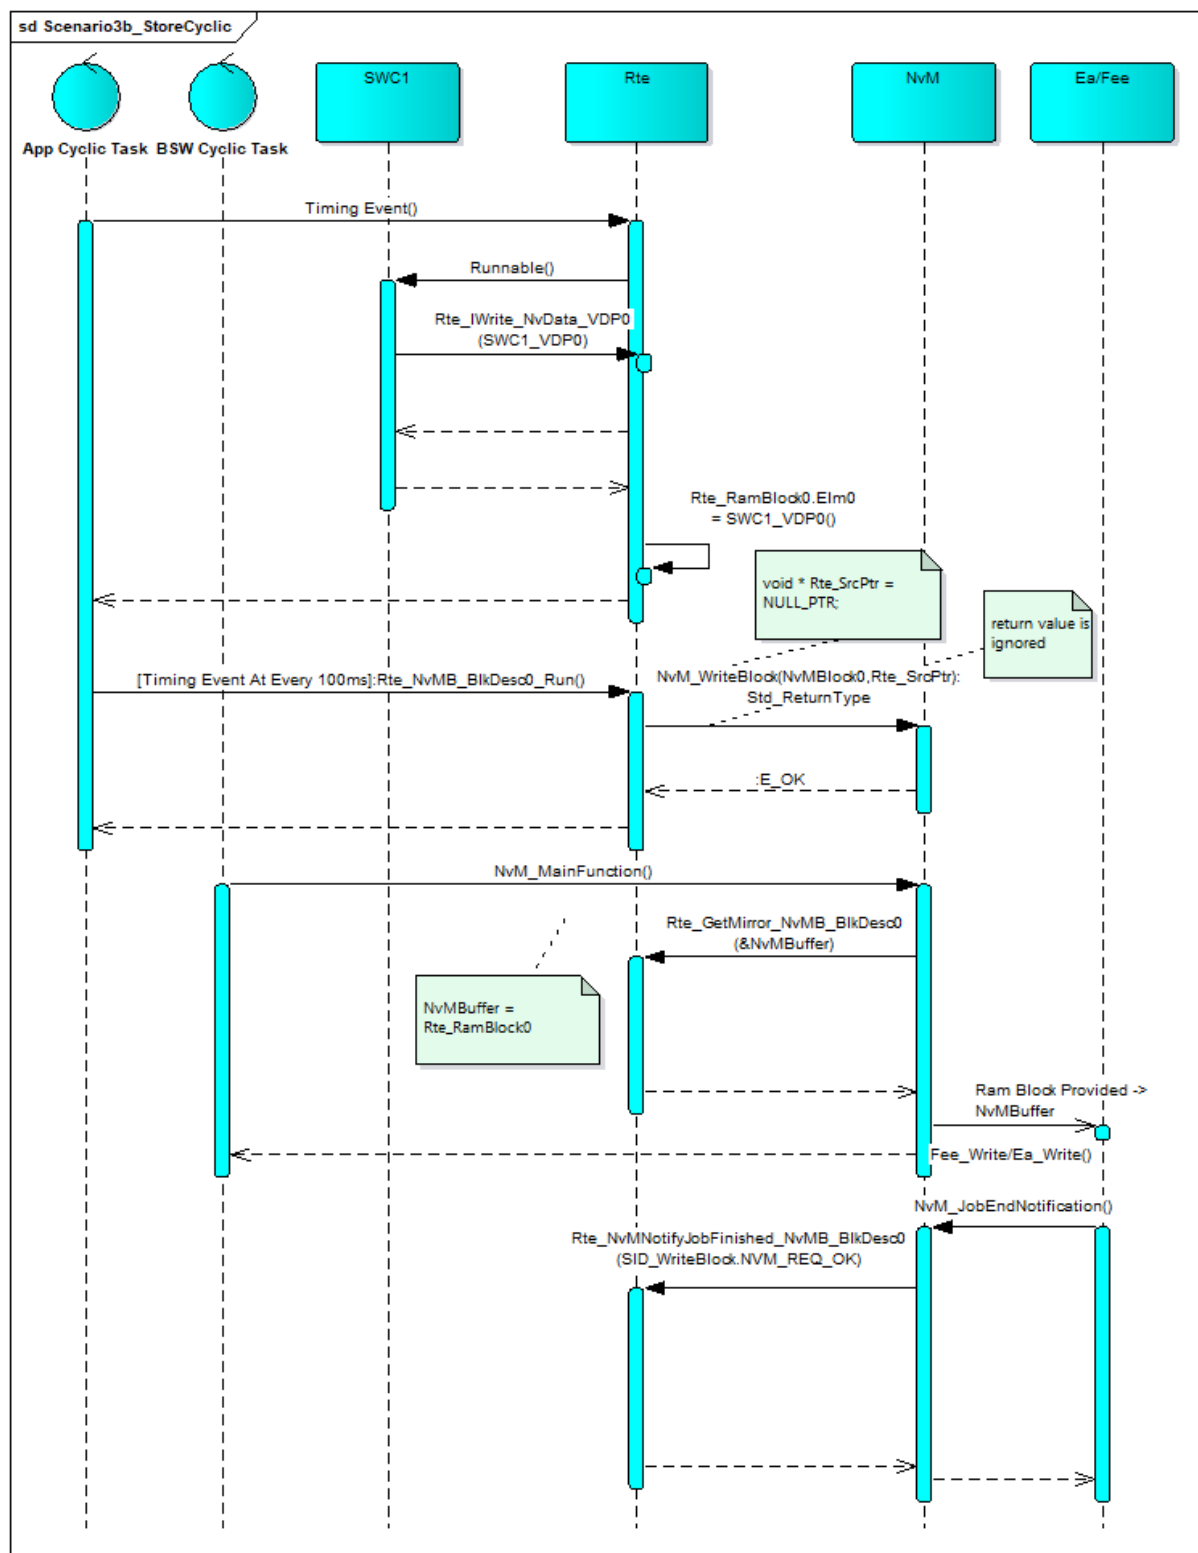 sd Scenario3b_StoreCyclic
App Cyclic Task
BSW Cyclic Task
SWC1
Rte
NvM
Ea/Fee
Timing Event()
Runnable()
Rte_IWrite_NvData_VDP0
(SWC1_VDP0)
Rte_RamBlock0.Elm0
= SWC1_VDP0()
void * Rte_SrcPtr =
NULL_PTR;
return value is
ignored
[Timing Event At Every 100ms]:Rte_NvMB_BlkDesc0_Run()
NvM_WriteBlock(NvMBlock0,Rte_SrcPtr):
Std_ReturnType
:E_OK
NvM_MainFunction()
Rte_GetMirror_NvMB_BlkDesc0
(&NvMBuffer)
NvMBuffer =
Rte_RamBlock0
Ram Block Provided ->
NvMBuffer
Fee_Write/Ea_Write()
NvM_JobEndNotification()
Rte_NvMNotifyJobFinished_NvMB_BlkDesc0
(SID_WriteBlock.NVM_REQ_OK)